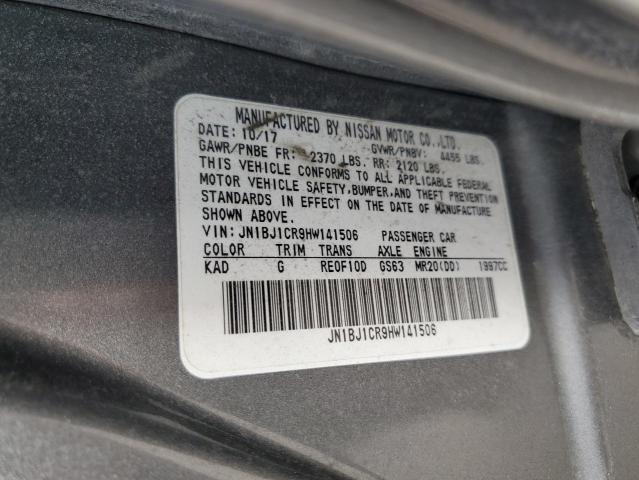 MANUFACTURED BY NISSAN MOTOR CO.,LTD.
DATE: 10/17 GVWR/PNBV: 4455 LBS.
GAWR/PNBE FR: 2370 LBS. RR: 2120 LBS.
THIS VEHICLE CONFORMS TO ALL APPLICABLE FEDERAL
MOTOR VEHICLE SAFETY,BUMPER,AND THEFT PREVENTION
STANDARDS IN EFFECT ON THE DATE OF MANUFACTURE
SHOWN ABOVE.
VIN: JN1BJ1CR9HW141506 PASSENGER CAR
COLOR TRIM TRANS AXLE ENGINE
KAD G RE0F10D GS63 MR20(DD) 1997CC
JN1BJ1CR9HW141506